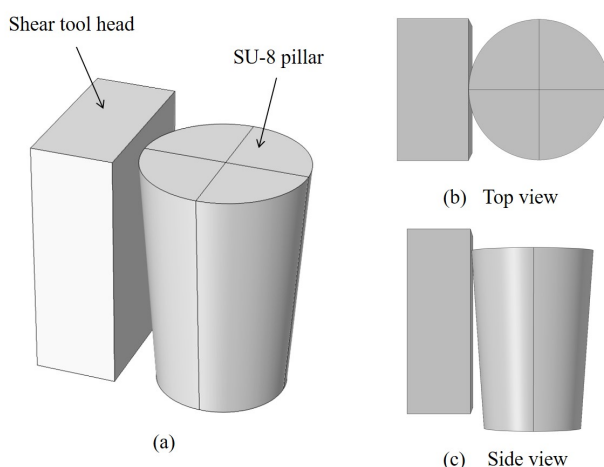 Shear tool head
SU-8 pillar
(a)
(b) Top view
(c) Side view